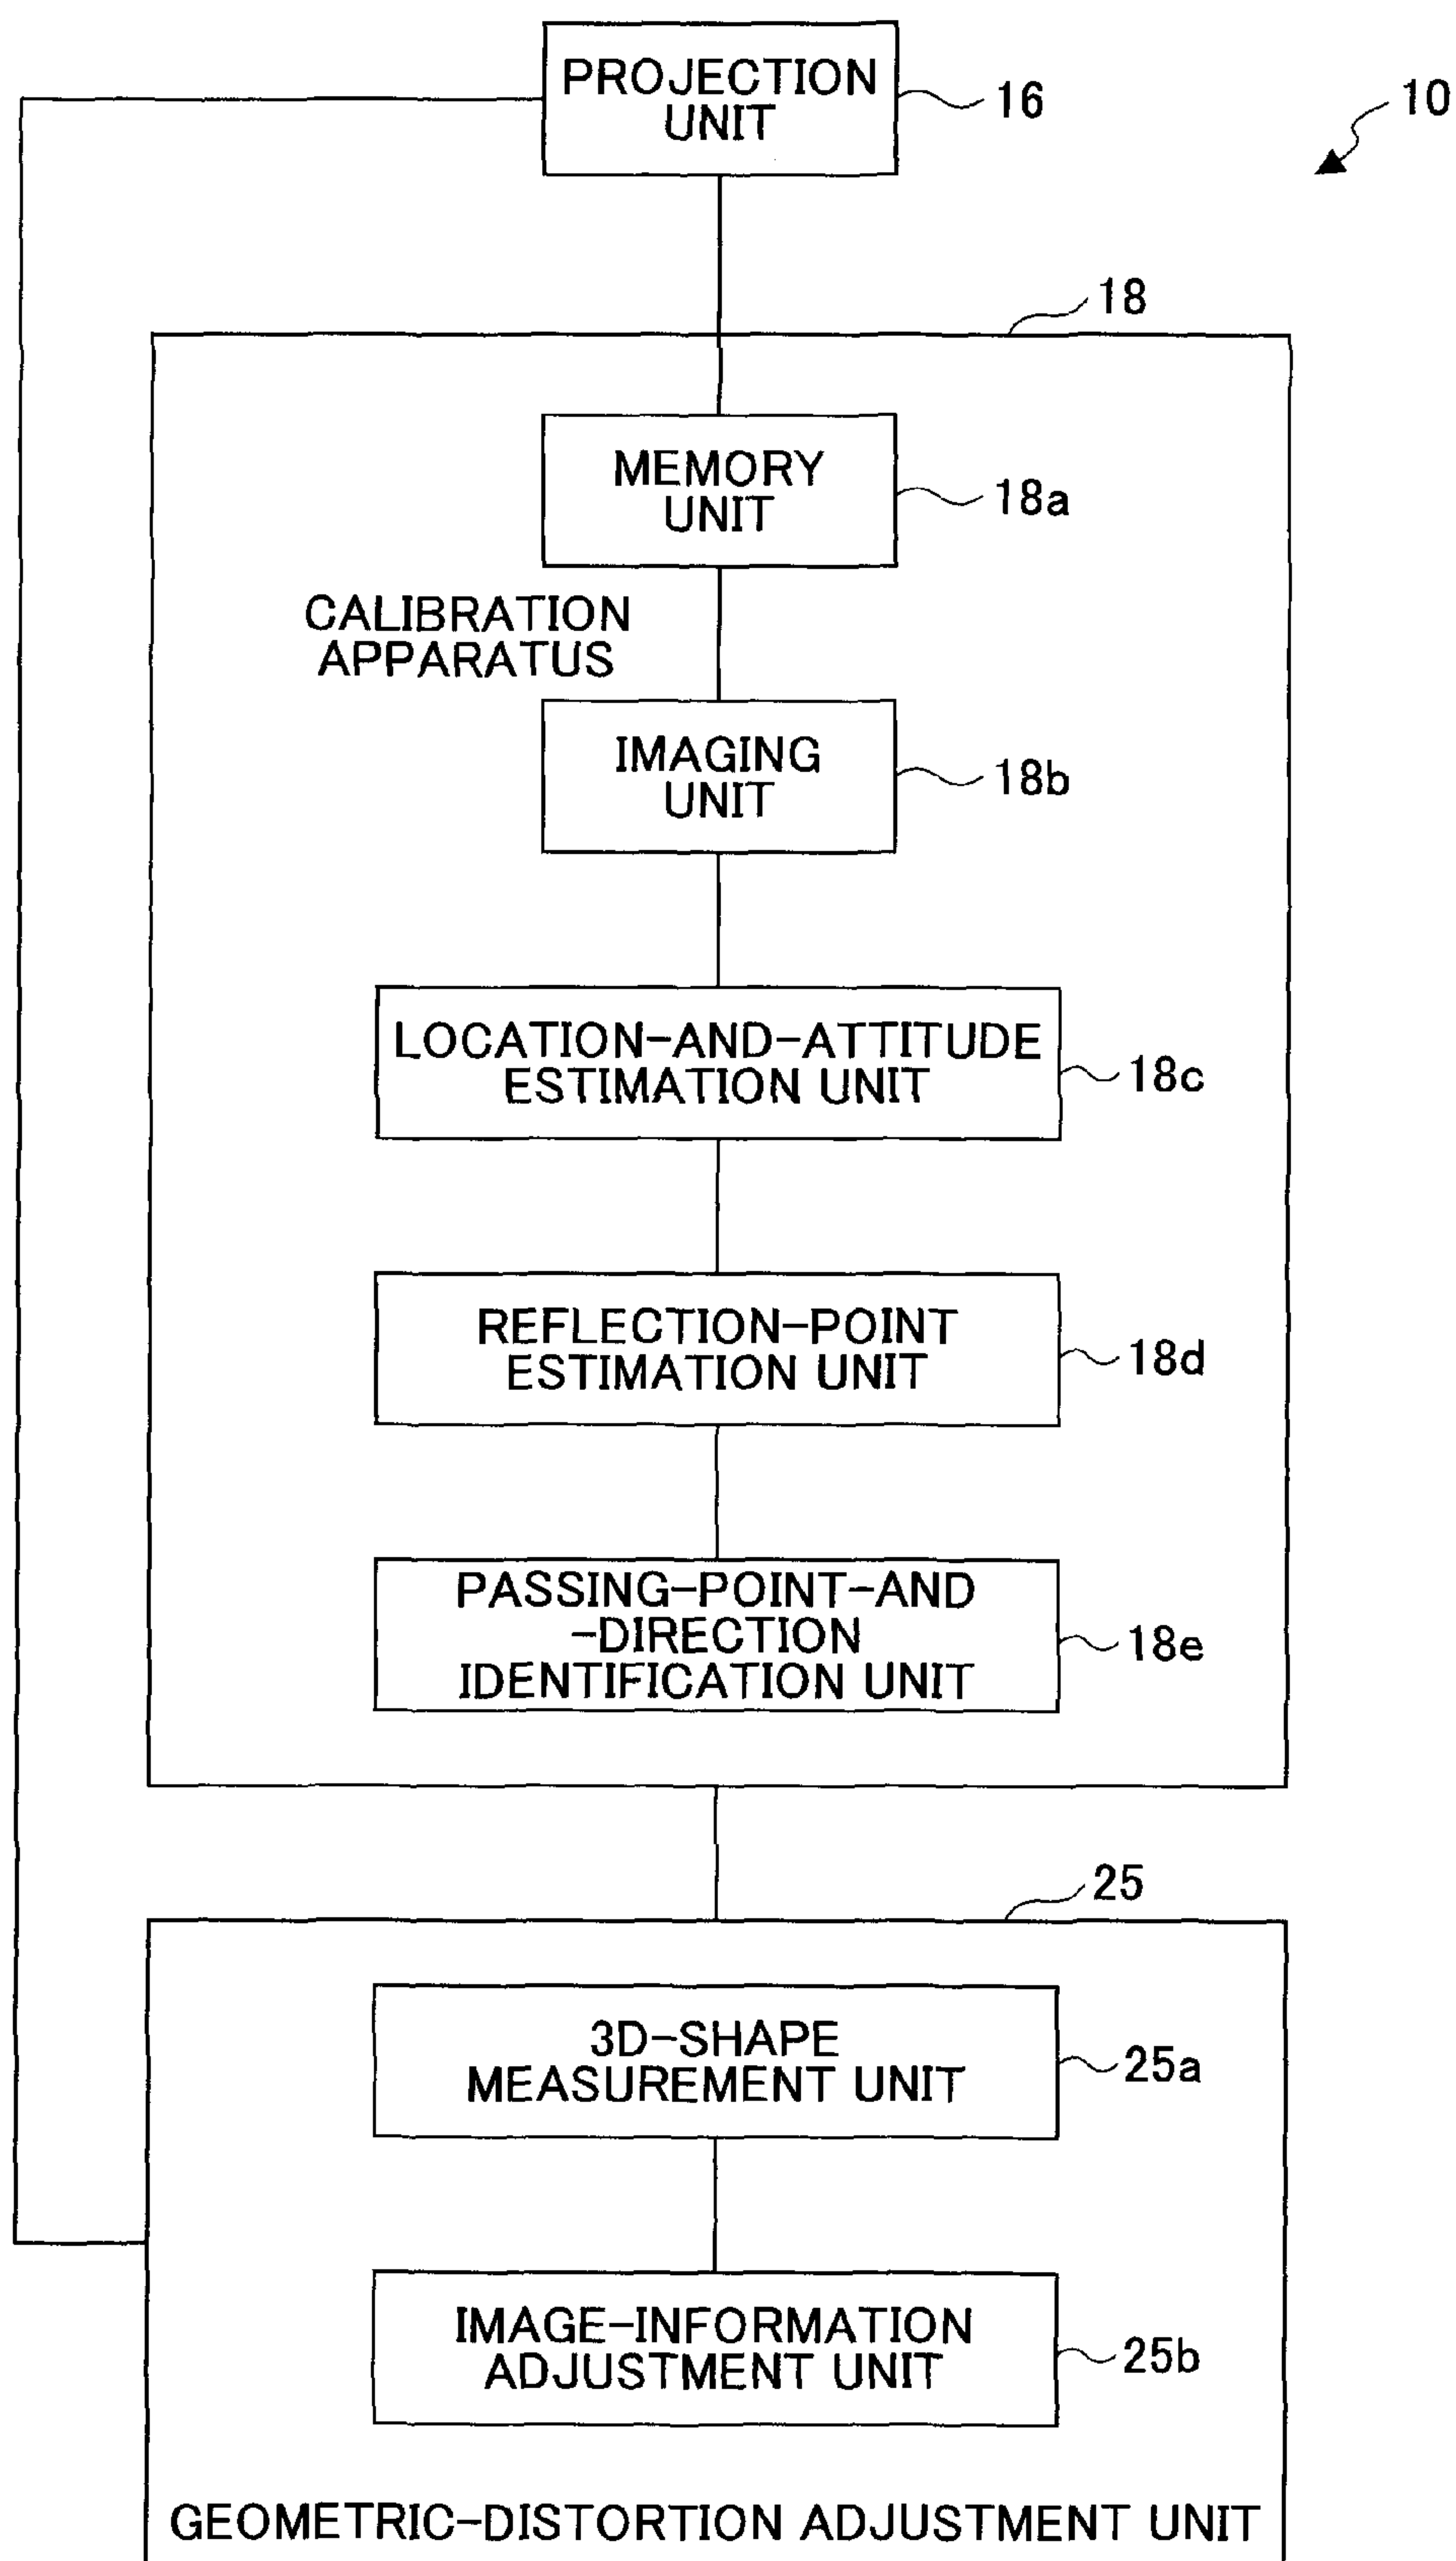 PROJECTION
UNIT
16
10
18
MEMORY
UNIT
18a
CALIBRATION
APPARATUS
IMAGING
UNIT
18b
LOCATION-AND-ATTITUDE
ESTIMATION UNIT
18c
REFLECTION-POINT
ESTIMATION UNIT
18d
PASSING-POINT-AND
-DIRECTION
IDENTIFICATION UNIT
18e
25
3D-SHAPE
MEASUREMENT UNIT
25a
IMAGE-INFORMATION
ADJUSTMENT UNIT
25b
GEOMETRIC-DISTORTION ADJUSTMENT UNIT